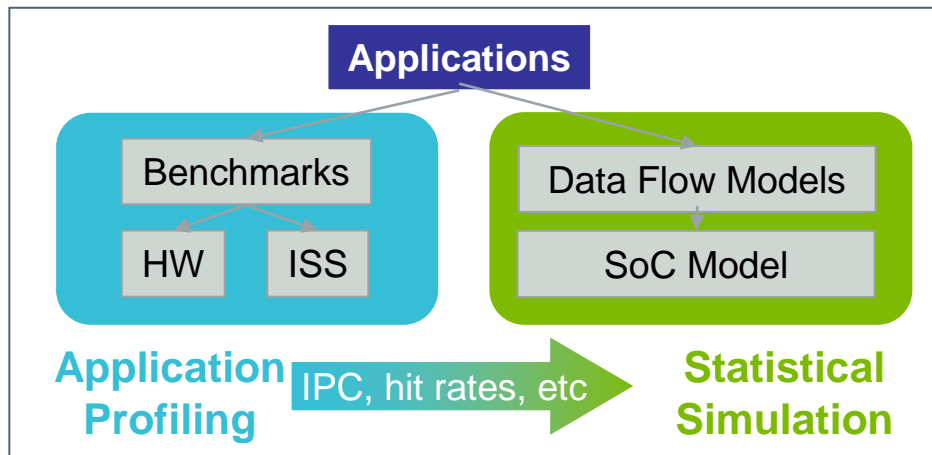 Applications
Benchmarks
HW
ISS
Data Flow Models
SoC Model
Application
Profiling
IPC, hit rates, etc
Statistical
Simulation